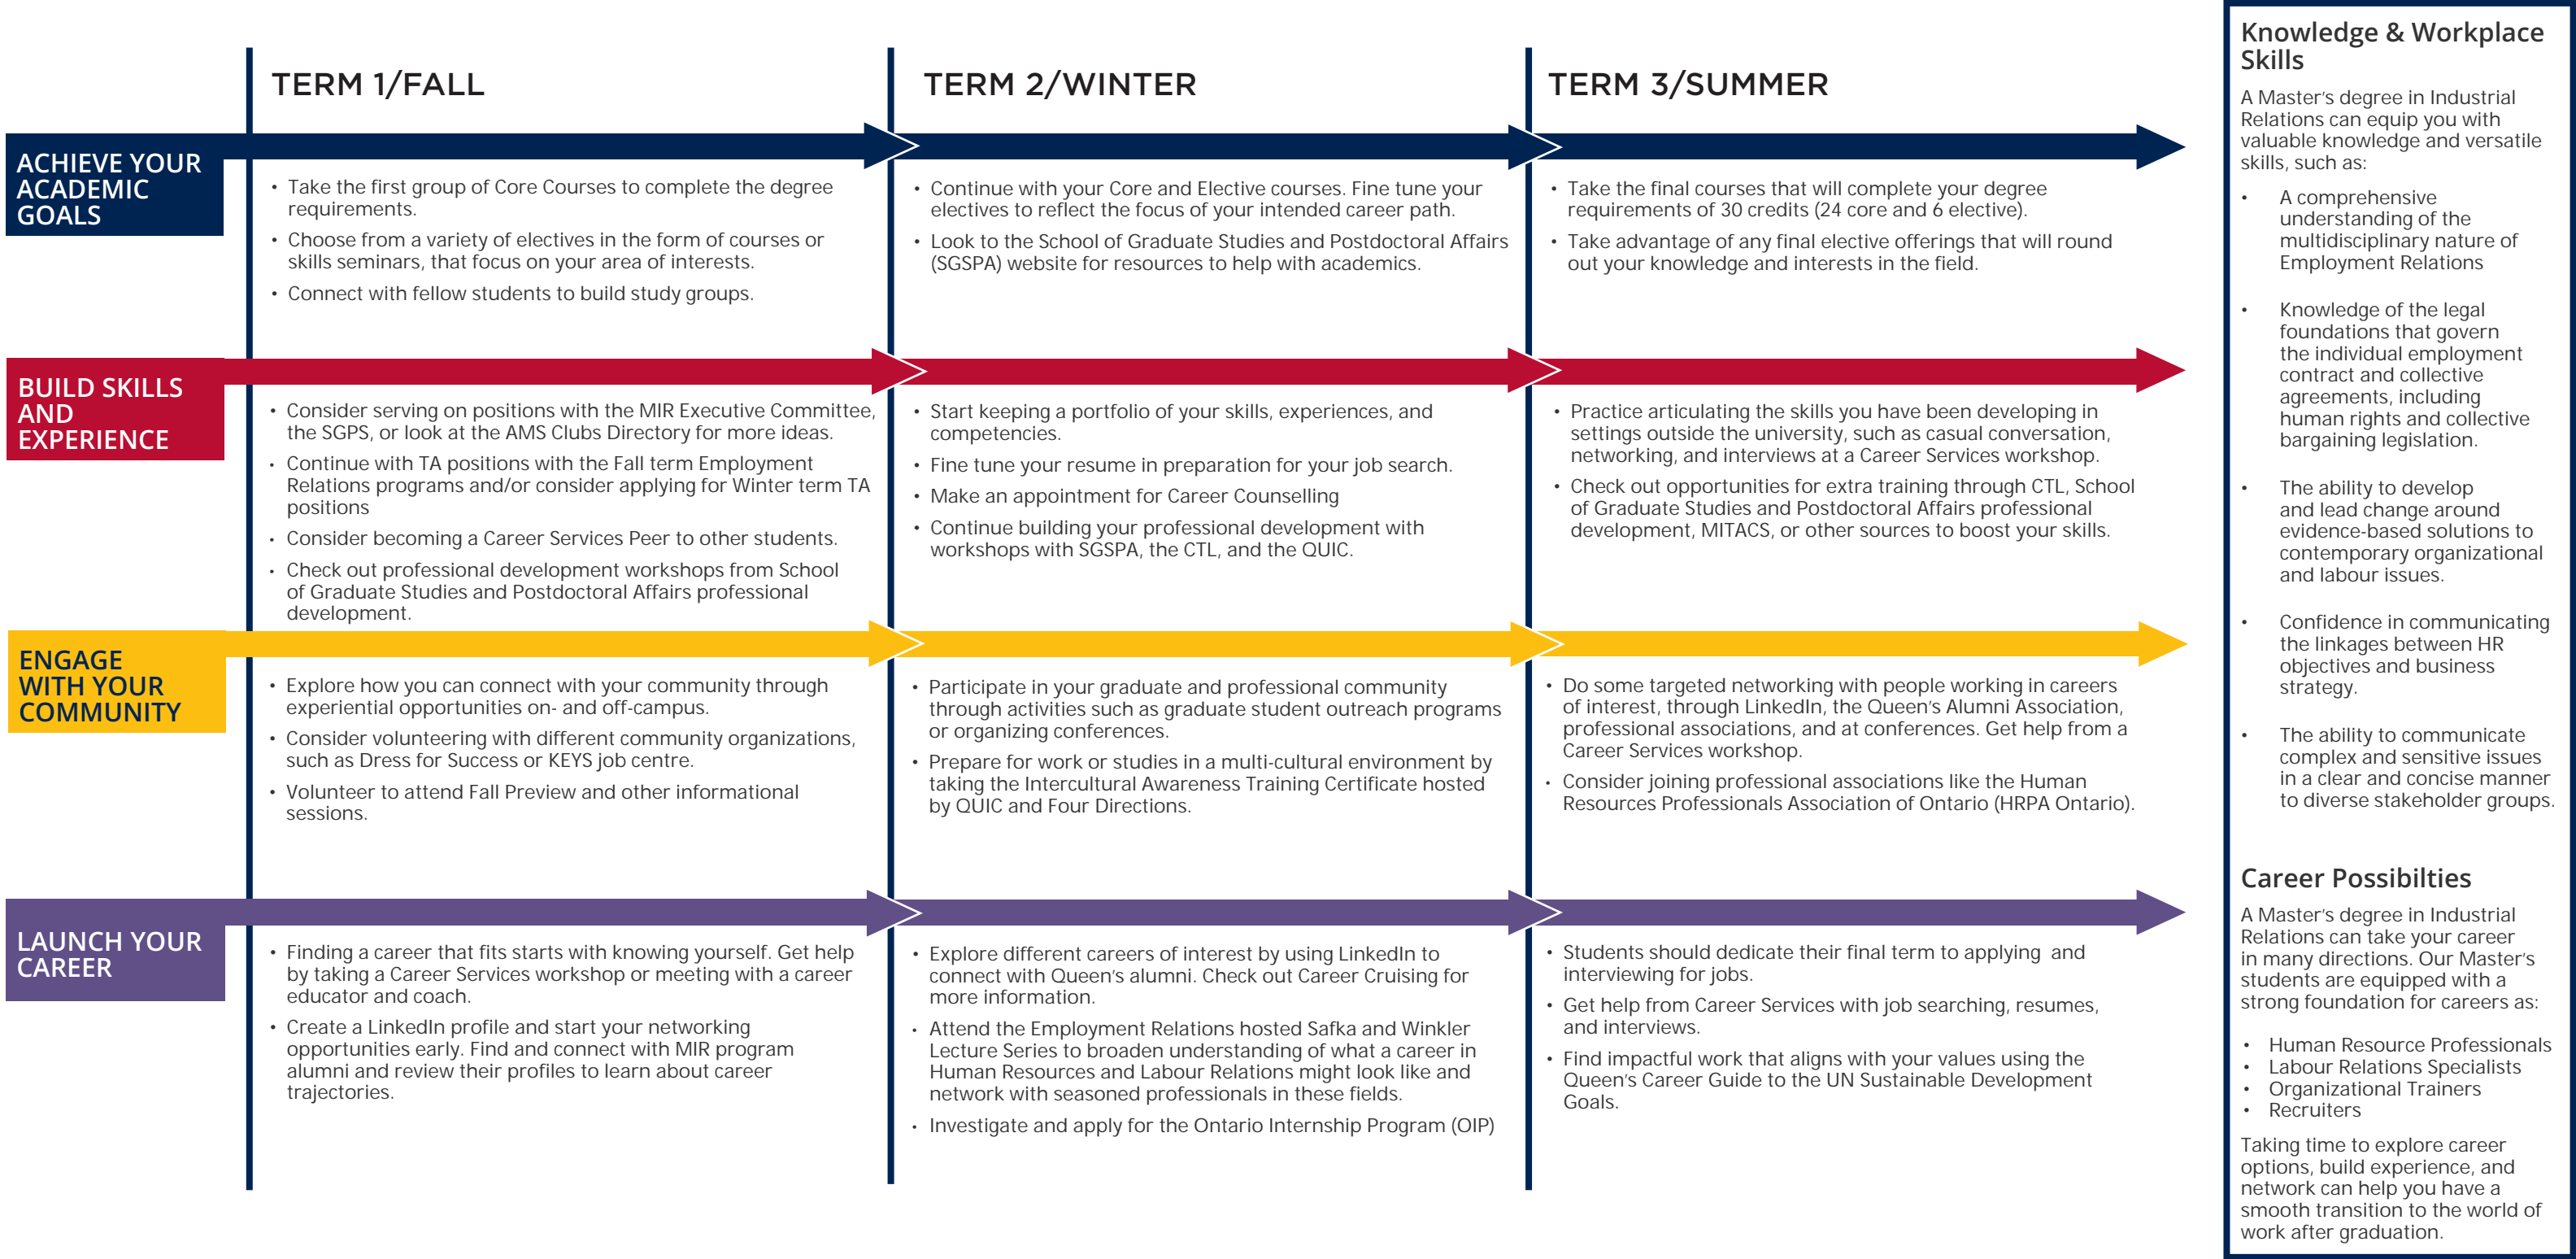 TERM 1/FALL
TERM 2/WINTER
TERM 3/SUMMER
ACHIEVE YOUR
ACADEMIC
GOALS
• Take the first group of Core Courses to complete the degree
requirements.
• Choose from a variety of electives in the form of courses or
skills seminars, that focus on your area of interests.
• Connect with fellow students to build study groups.
• Continue with your Core and Elective courses. Fine tune your
electives to reflect the focus of your intended career path.
• Look to the School of Graduate Studies and Postdoctoral Affairs
(SGSPA) website for resources to help with academics.
• Take the final courses that will complete your degree
requirements of 30 credits (24 core and 6 elective).
• Take advantage of any final elective offerings that will round
out your knowledge and interests in the field.
BUILD SKILLS
AND
EXPERIENCE
• Consider serving on positions with the MIR Executive Committee,
the SGPS, or look at the AMS Clubs Directory for more ideas.
• Continue with TA positions with the Fall term Employment
Relations programs and/or consider applying for Winter term TA
positions
• Consider becoming a Career Services Peer to other students.
• Check out professional development workshops from School
of Graduate Studies and Postdoctoral Affairs professional
development.
• Start keeping a portfolio of your skills, experiences, and
competencies.
• Fine tune your resume in preparation for your job search.
• Make an appointment for Career Counselling
• Continue building your professional development with
workshops with SGSPA, the CTL, and the QUIC.
• Practice articulating the skills you have been developing in
settings outside the university, such as casual conversation,
networking, and interviews at a Career Services workshop.
• Check out opportunities for extra training through CTL, School
of Graduate Studies and Postdoctoral Affairs professional
development, MITACS, or other sources to boost your skills.
ENGAGE
WITH YOUR
COMMUNITY
• Explore how you can connect with your community through
experiential opportunities on- and off-campus.
• Consider volunteering with different community organizations,
such as Dress for Success or KEYS job centre.
• Volunteer to attend Fall Preview and other informational
sessions.
• Participate in your graduate and professional community
through activities such as graduate student outreach programs
or organizing conferences.
• Prepare for work or studies in a multi-cultural environment by
taking the Intercultural Awareness Training Certificate hosted
by QUIC and Four Directions.
• Do some targeted networking with people working in careers
of interest, through LinkedIn, the Queen's Alumni Association,
professional associations, and at conferences. Get help from a
Career Services workshop.
• Consider joining professional associations like the Human
Resources Professionals Association of Ontario (HRPA Ontario).
LAUNCH YOUR
CAREER
• Finding a career that fits starts with knowing yourself. Get help
by taking a Career Services workshop or meeting with a career
educator and coach.
• Create a LinkedIn profile and start your networking
opportunities early. Find and connect with MIR program
alumni and review their profiles to learn about career
trajectories.
• Explore different careers of interest by using LinkedIn to
connect with Queen's alumni. Check out Career Cruising for
more information.
• Attend the Employment Relations hosted Safka and Winkler
Lecture Series to broaden understanding of what a career in
Human Resources and Labour Relations might look like and
network with seasoned professionals in these fields.
• Investigate and apply for the Ontario Internship Program (OIP)
• Students should dedicate their final term to applying  and
interviewing for jobs.
• Get help from Career Services with job searching, resumes,
and interviews.
• Find impactful work that aligns with your values using the
Queen's Career Guide to the UN Sustainable Development
Goals.
Knowledge & Workplace
Skills
A Master's degree in Industrial
Relations can equip you with
valuable knowledge and versatile
skills, such as:
• A comprehensive
understanding of the
multidisciplinary nature of
Employment Relations
• Knowledge of the legal
foundations that govern
the individual employment
contract and collective
agreements, including
human rights and collective
bargaining legislation.
• The ability to develop
and lead change around
evidence-based solutions to
contemporary organizational
and labour issues.
• Confidence in communicating
the linkages between HR
objectives and business
strategy.
• The ability to communicate
complex and sensitive issues
in a clear and concise manner
to diverse stakeholder groups.
Career Possibilties
A Master's degree in Industrial
Relations can take your career
in many directions. Our Master's
students are equipped with a
strong foundation for careers as:
• Human Resource Professionals
• Labour Relations Specialists
• Organizational Trainers
• Recruiters
Taking time to explore career
options, build experience, and
network can help you have a
smooth transition to the world of
work after graduation.